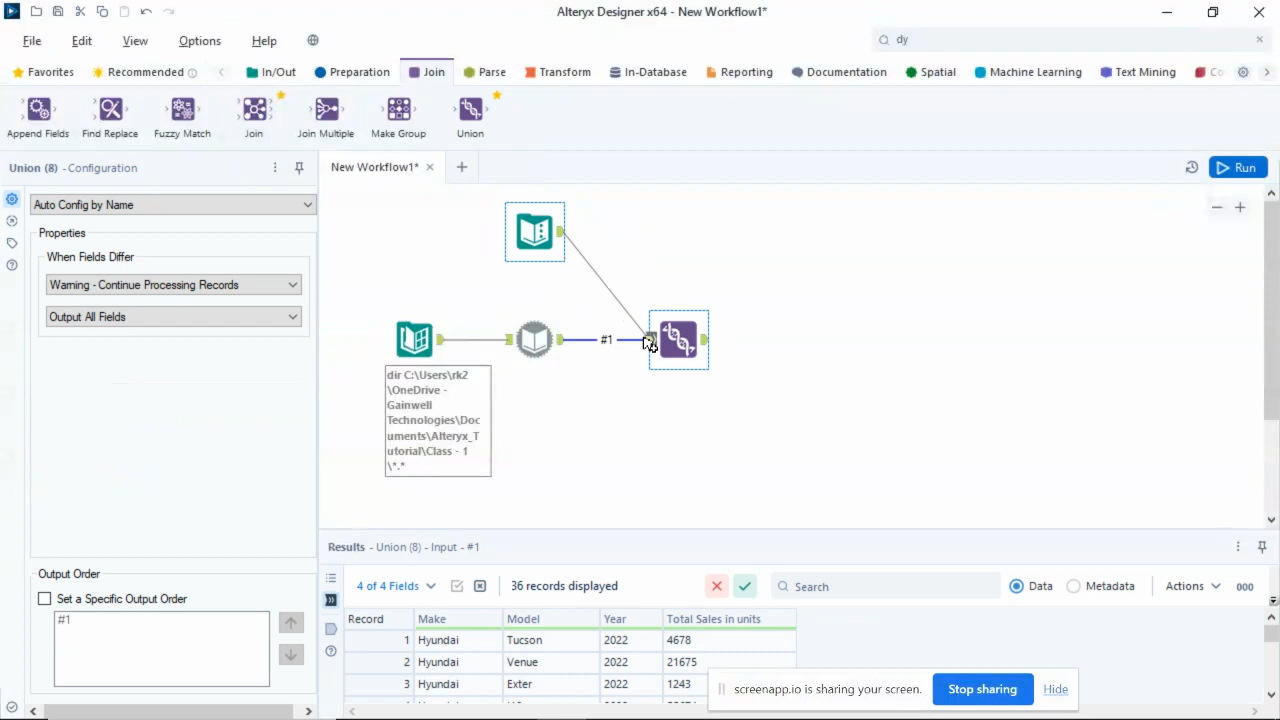 Alteryx Designer x64 - New Workflow1*
File Edit View Options Help
dy
Favorites Recommended In/Out Preparation Join Parse Transform In-Database Reporting Documentation Spatial Machine Learning Text Mining Co
Append Fields Find Replace Fuzzy Match Join Join Multiple Make Group Union
Union (8) - Configuration
New Workflow1*
Run
Auto Config by Name
Properties
When Fields Differ
Warning - Continue Processing Records
Output All Fields
#1
dir C:\Users\rk2
\OneDrive -
Gainwell
Technologies\Doc
uments\Alteryx_T
utorial\Class - 1
\*.*
Output Order
Set a Specific Output Order
#1
Results - Union (8) - Input - #1
4 of 4 Fields 36 records displayed Search Data Metadata Actions 000
Record Make Model Year Total Sales in units
1 Hyundai Tucson 2022 4678
2 Hyundai Venue 2022 21675
3 Hyundai Exter 2022 1243
screenapp.io is sharing your screen. Stop sharing Hide